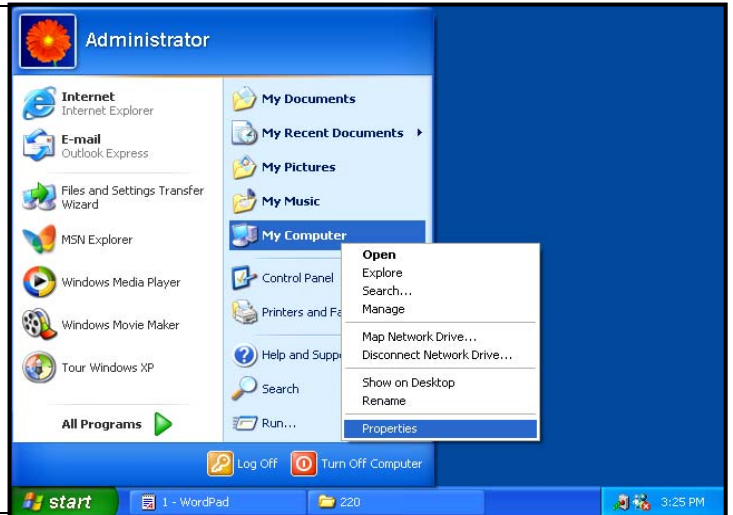 Administrator
Internet
Internet Explorer
E-mail
Outlook Express
Files and Settings Transfer
Wizard
MSN Explorer
Windows Media Player
Windows Movie Maker
Tour Windows XP
All Programs
My Documents
My Recent Documents
My Pictures
My Music
My Computer
Control Panel
Printers and Fa
Help and Supp
Search
Run...
Open
Explore
Search...
Manage
Map Network Drive...
Disconnect Network Drive...
Show on Desktop
Rename
Properties
Log Off
Turn Off Computer
start
1 - WordPad
220
3:25 PM